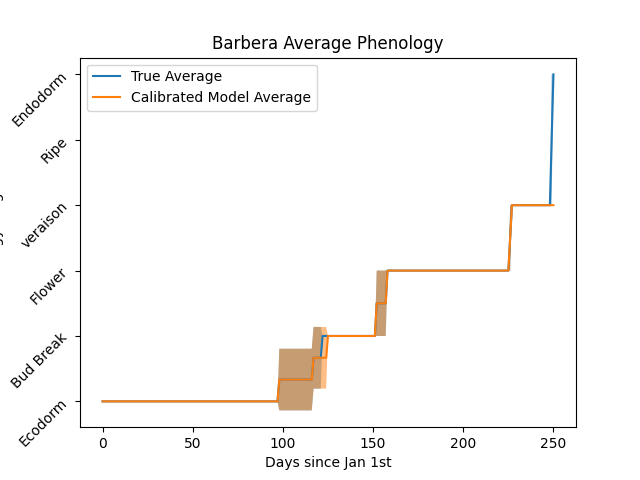 Barbera Average Phenology
True Average
Calibrated Model Average
Endodorm
Ripe
veraison
Flower
Bud Break
Ecodorm
0 50 100 150 200 250
Days since Jan 1st